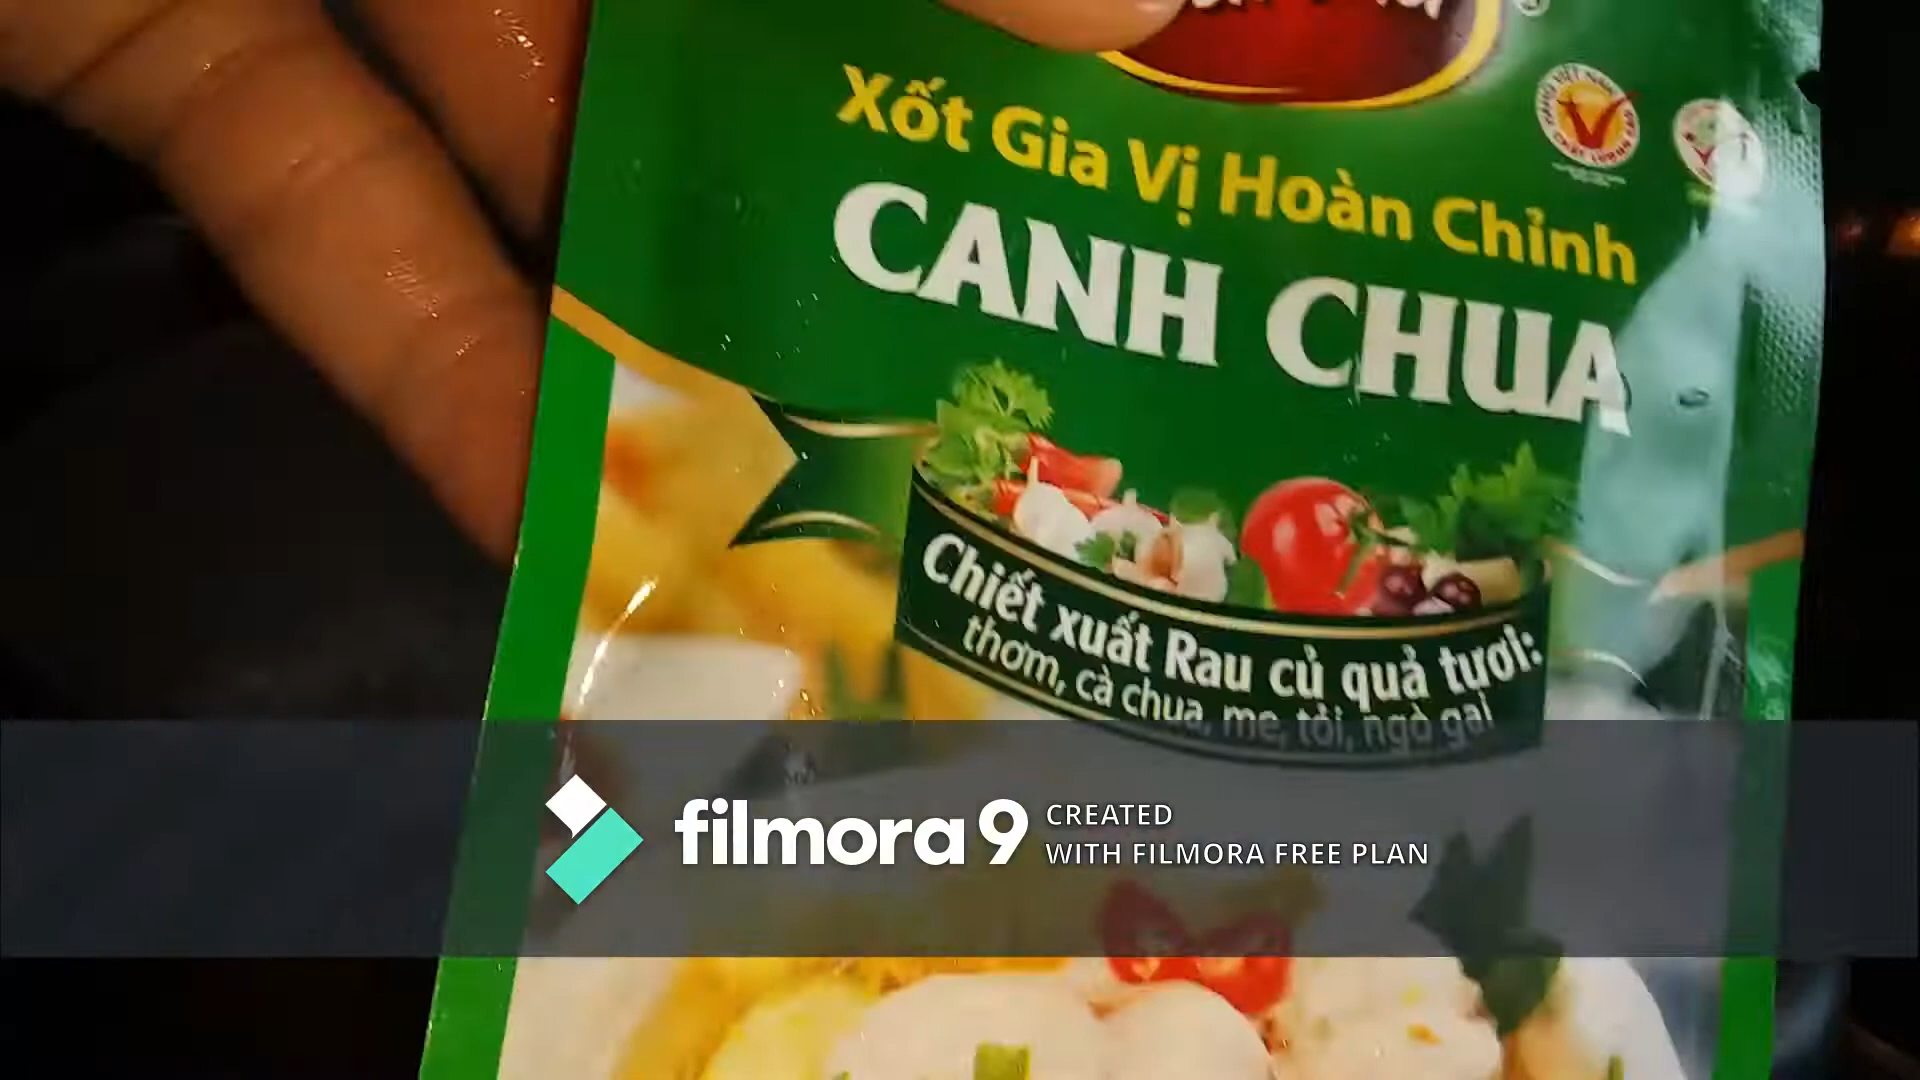 Xốt Gia Vị Hoàn Chỉnh
CANH CHUA
Chiết xuất Rau củ quả tươi:
thơm, cà chua, me, tỏi, ngò gai
filmora 9
CREATED
WITH FILMORA FREE PLAN